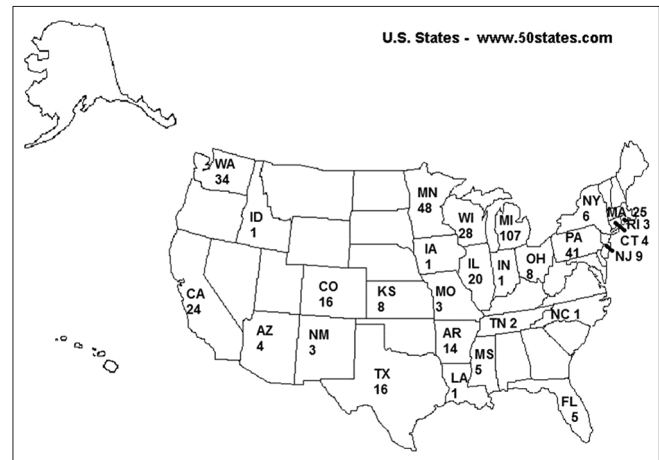 U.S. States - www.50states.com
WA
34
MN
48
NY
6
MA 25
RI 3
CT 4
NJ 9
ID
1
WI
28
MI
107
PA
41
IA
1
IL
20
IN
1
OH
8
CO
16
KS
8
MO
3
CA
24
TN 2
NC 1
AZ
4
NM
3
AR
14
MS
5
TX
16
LA
1
FL
5